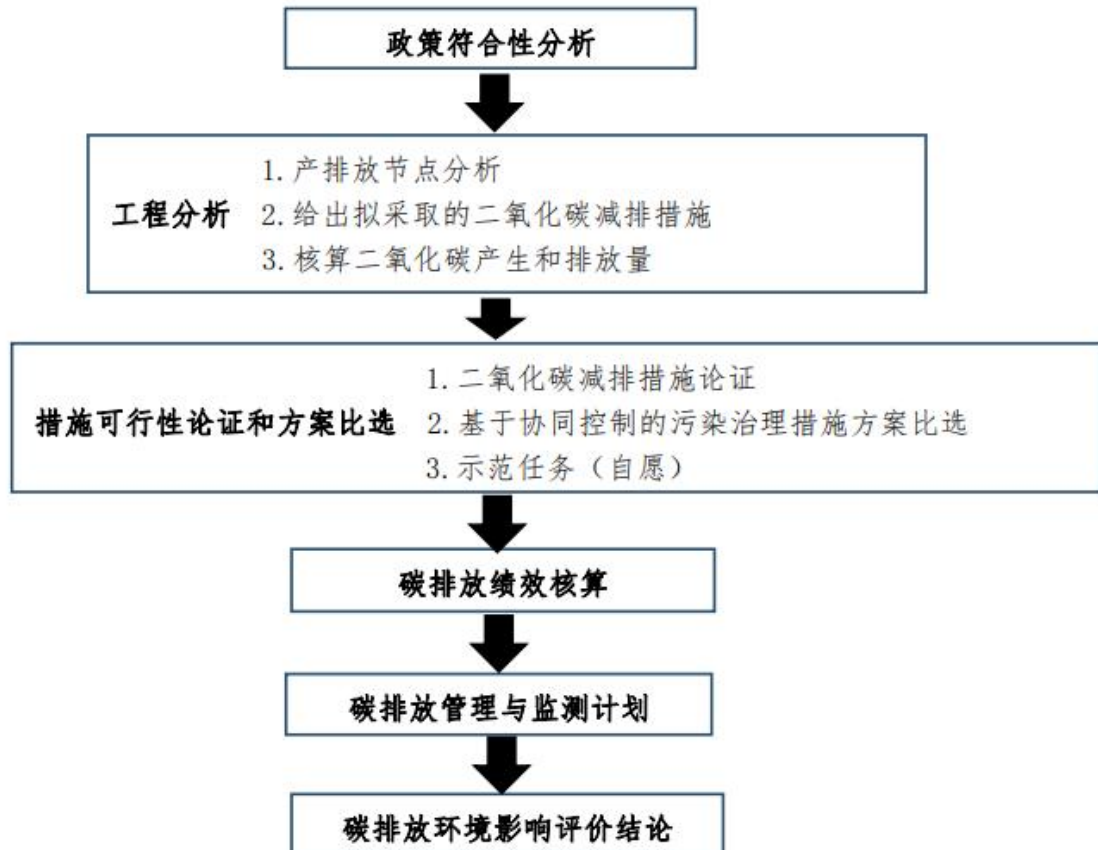 政策符合性分析
1.产排放节点分析
工程分析 2.给出拟采取的二氧化碳减排措施
3.核算二氧化碳产生和排放量
1.二氧化碳减排措施论证
措施可行性论证和方案比选 2.基于协同控制的污染治理措施方案比选
3.示范任务（自愿）
碳排放绩效核算
碳排放管理与监测计划
碳排放环境影响评价结论